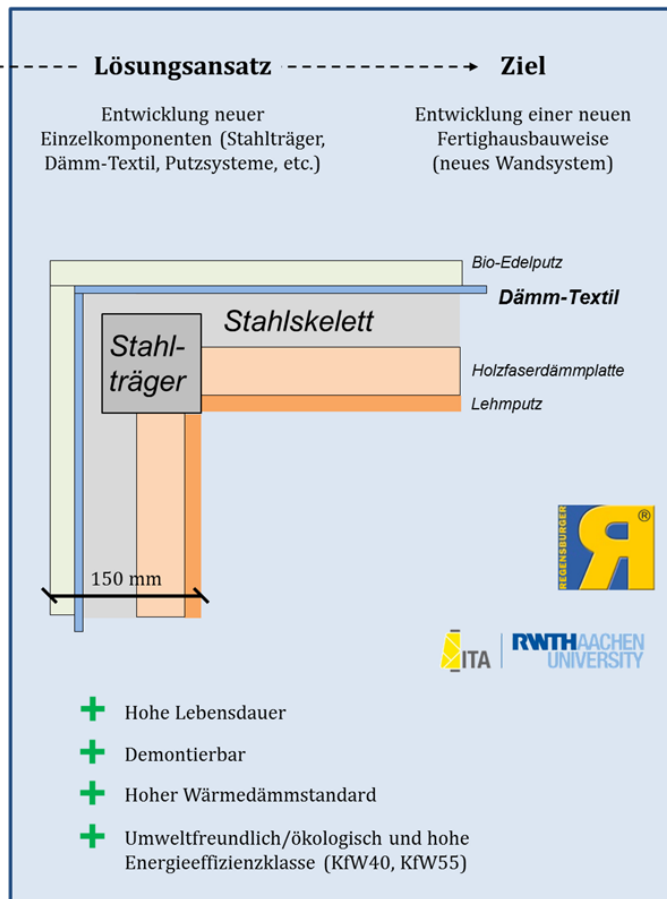 Lösungsansatz
Ziel
Entwicklung neuer
Einzelkomponenten (Stahlträger,
Dämm-Textil, Putzsysteme, etc.)
Entwicklung einer neuen
Fertighausbauweise
(neues Wandsystem)
Bio-Edelputz
Dämm-Textil
Stahlskelett
Stahl-
träger
Holzfaserdämmplatte
Lehmputz
150 mm
REGENSBURGER
®
ITA
RWTHAACHEN
UNIVERSITY
Hohe Lebensdauer
Demontierbar
Hoher Wärmedämmstandard
Umweltfreundlich/ökologisch und hohe
Energieeffizienzklasse (KfW40, KfW55)